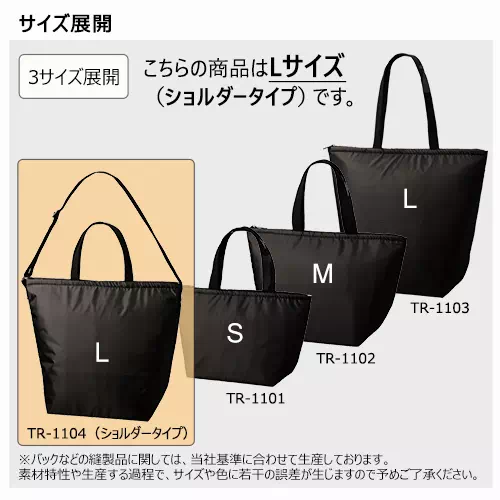 サイズ展開
3サイズ展開
こちらの商品はLサイズ
（ショルダータイプ）です。
L
TR-1103
M
TR-1102
S
TR-1101
L
TR-1104（ショルダータイプ）
※バックなどの縫製品に関しては、当社基準に合わせて生産しております。
素材特性や生産する過程で、サイズや色に若干の誤差が生じますので予めご了承ください。